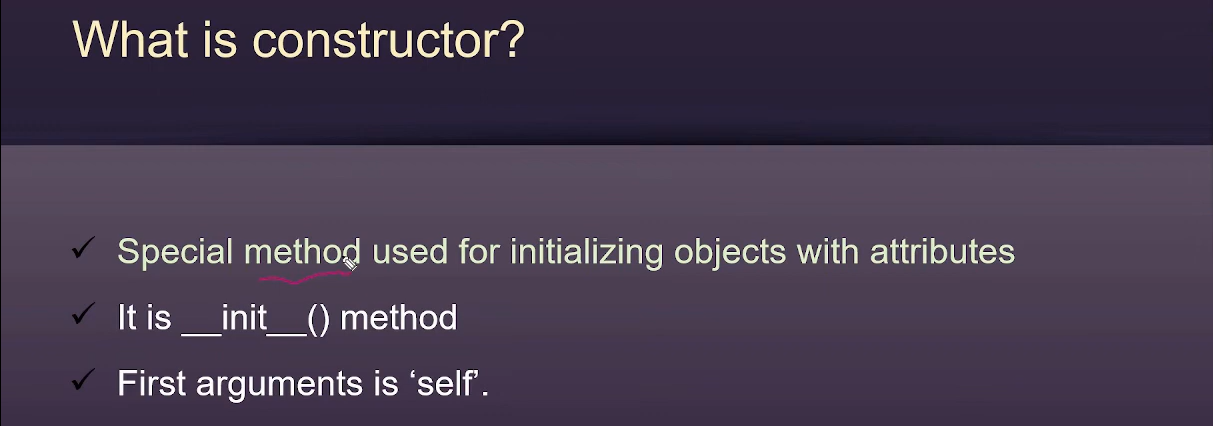 What is constructor?
Special method used for initializing objects with attributes
It is __init__() method
First arguments is ‘self’.